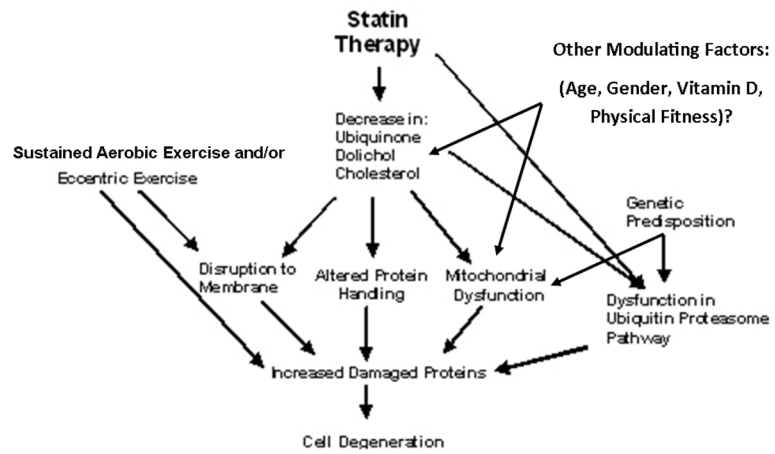 Statin
Therapy
Other Modulating Factors:
(Age, Gender, Vitamin D,
Physical Fitness)?
Decrease in:
Ubiquinone
Dolichol
Cholesterol
Sustained Aerobic Exercise and/or
Eccentric Exercise
Genetic
Predisposition
Disruption to
Membrane
Altered Protein
Handling
Mitochondrial
Dysfunction
Dysfunction in
Ubiquitin Proteasome
Pathway
Increased Damaged Proteins
Cell Degeneration